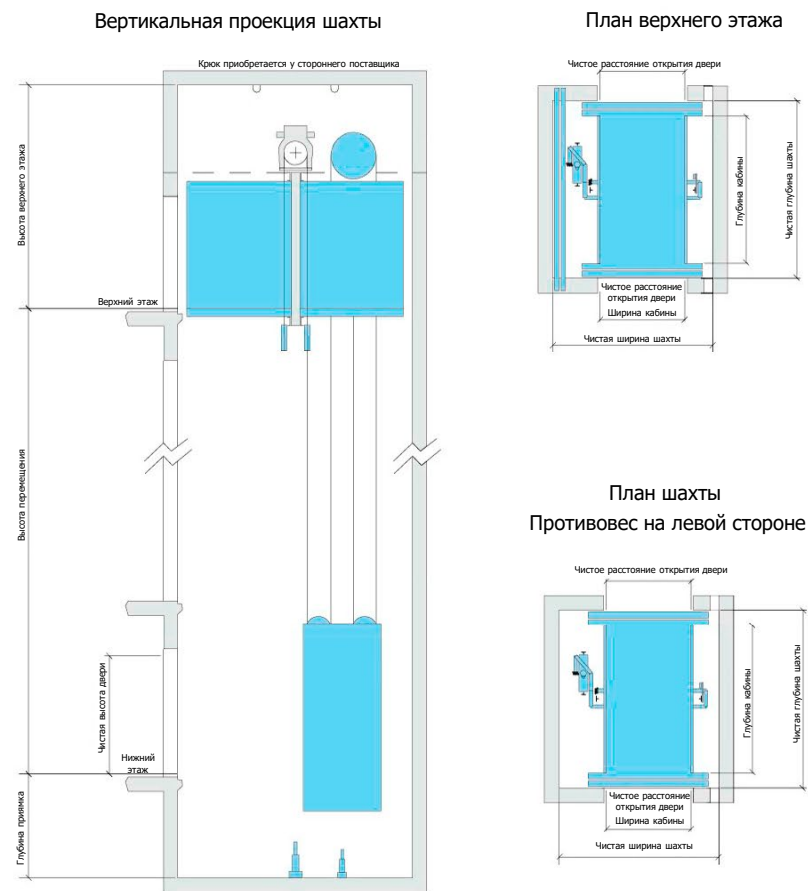 Вертикальная проекция шахты
Крюк приобретается у стороннего поставщика
Высота верхнего этажа
Верхний этаж
Высота перемещения
Чистая высота двери
Нижний
этаж
Глубина приямка
План верхнего этажа
Чистое расстояние открытия двери
Глубина кабины
Чистая глубина шахты
Чистое расстояние
открытия двери
Ширина кабины
Чистая ширина шахты
План шахты
Противовес на левой стороне
Чистое расстояние открытия двери
Глубина кабины
Чистая глубина шахты
Чистое расстояние
открытия двери
Ширина кабины
Чистая ширина шахты